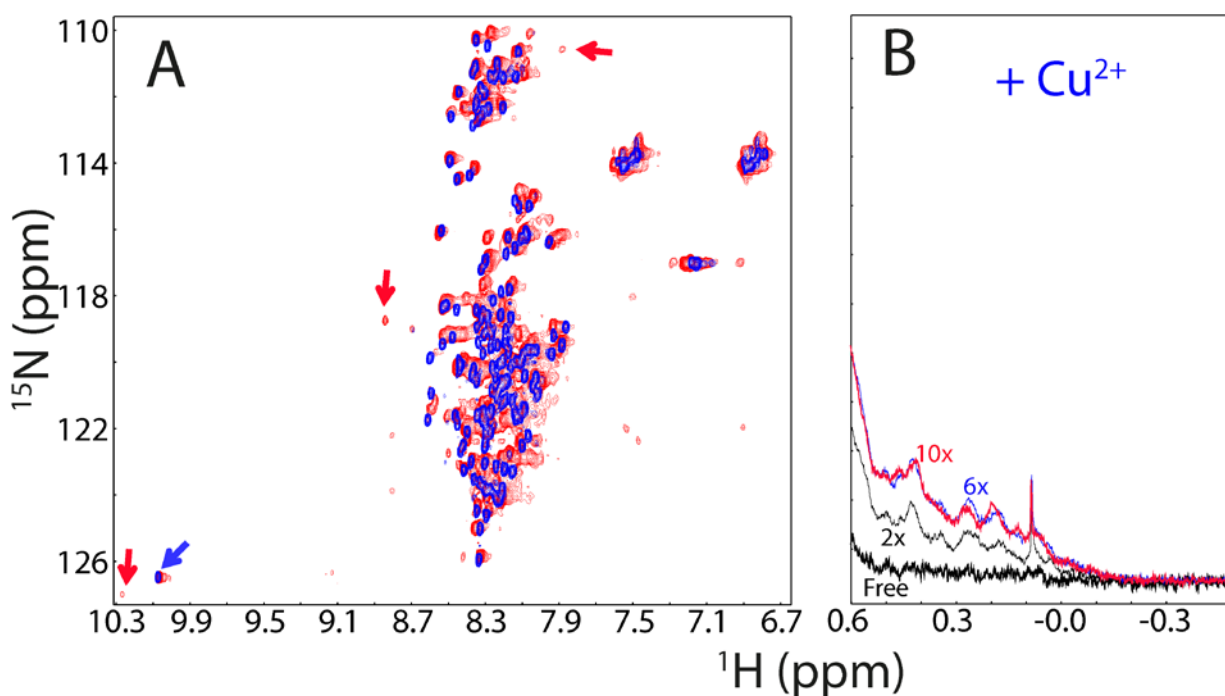 A
B
+ Cu²⁺
110
114
118
122
126
¹⁵N (ppm)
10.3 9.9 9.5 9.1 8.7 8.3 7.9 7.5 7.1 6.7
10x
6x
2x
Free
0.6 0.3 -0.0 -0.3
¹H (ppm)